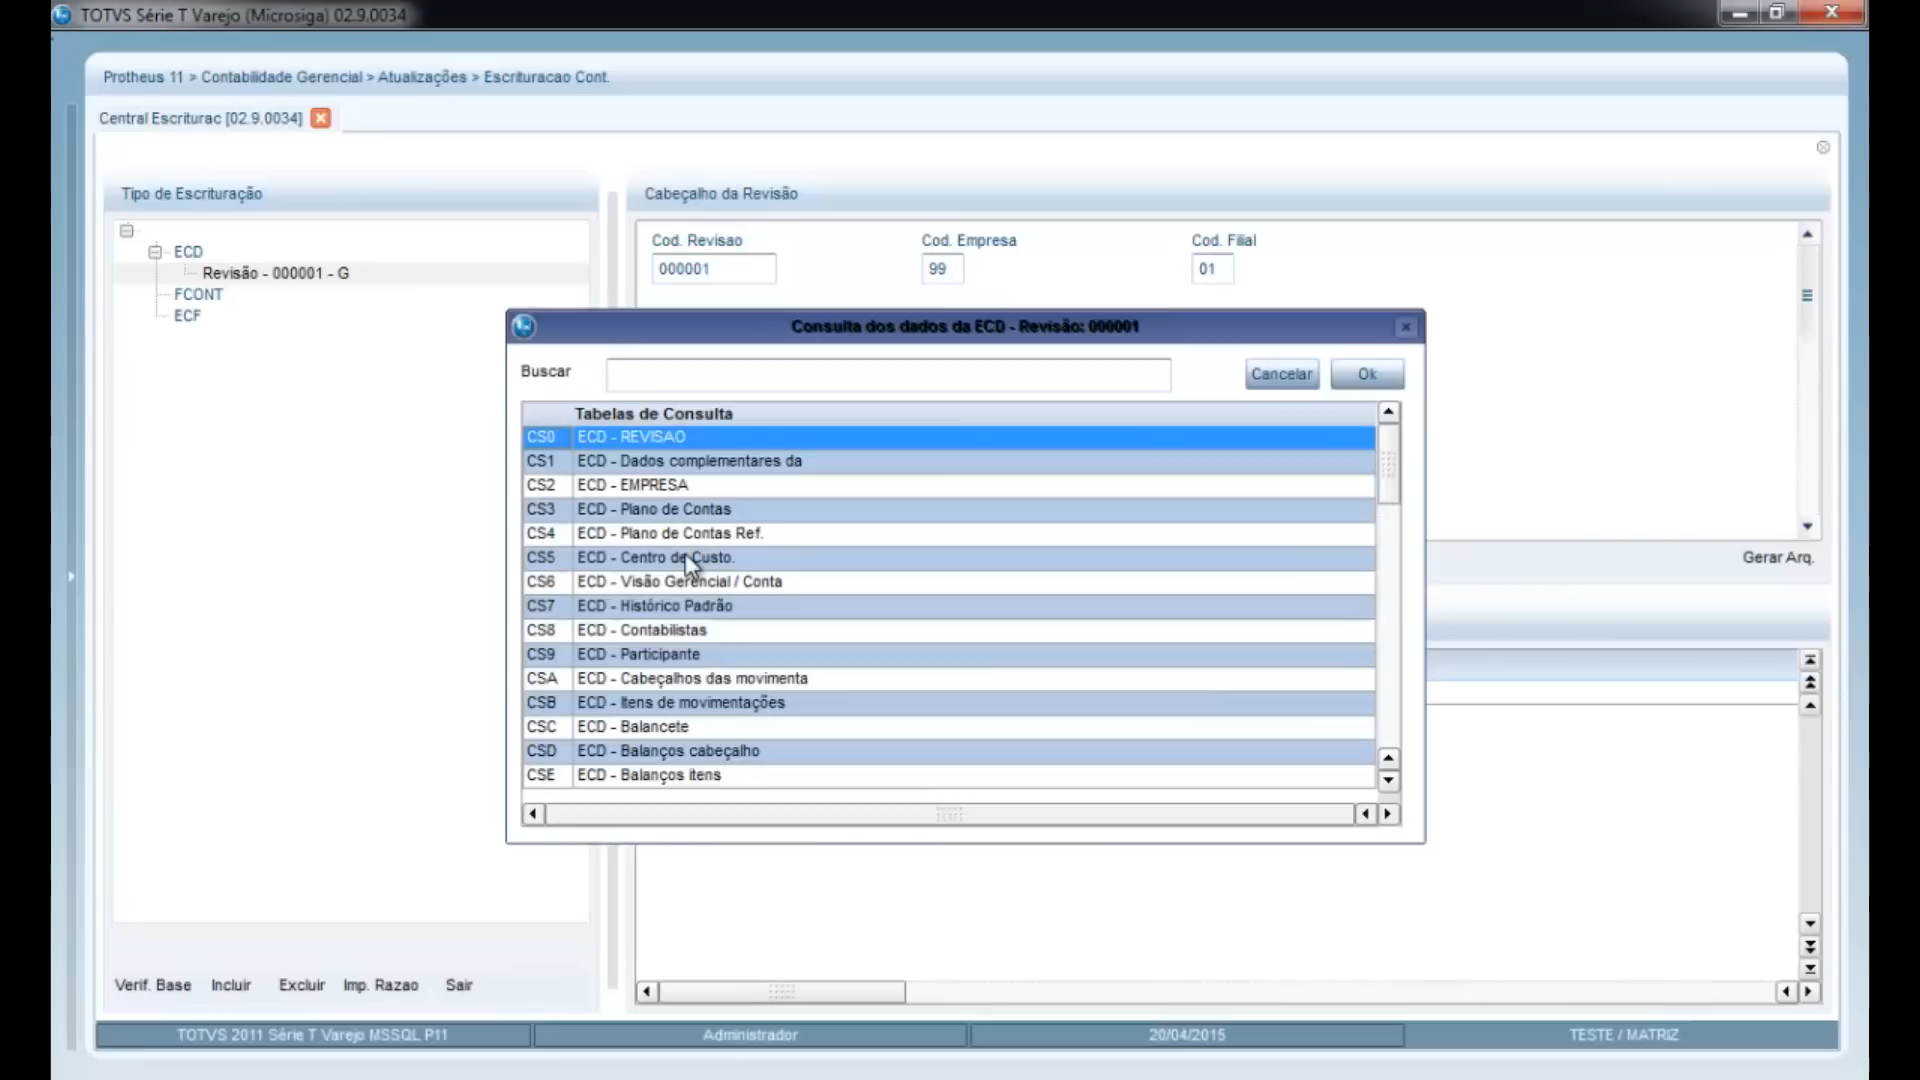 TOTVS Série T Varejo (Microsiga) 02.9.0034
Protheus 11 > Contabilidade Gerencial > Atualizações > Escrituracao Cont.
Central Escriturac [02.9.0034]
Tipo de Escrituração
Cabeçalho da Revisão
ECD
Revisão - 000001 - G
FCONT
ECF
Cod. Revisao
Cod. Empresa
Cod. Filial
000001
99
01
Consulta dos dados da ECD - Revisão: 000001
Buscar
Cancelar
Ok
Tabelas de Consulta
CS0 ECD - REVISAO
CS1 ECD - Dados complementares da
CS2 ECD - EMPRESA
CS3 ECD - Plano de Contas
CS4 ECD - Plano de Contas Ref.
CS5 ECD - Centro de Custo.
CS6 ECD - Visão Gerencial / Conta
CS7 ECD - Histórico Padrão
CS8 ECD - Contabilistas
CS9 ECD - Participante
CSA ECD - Cabeçalhos das movimenta
CSB ECD - Itens de movimentações
CSC ECD - Balancete
CSD ECD - Balanços cabeçalho
CSE ECD - Balanços itens
Gerar Arq.
Verif. Base Incluir Excluir Imp. Razao Sair
TOTVS 2011 Série T Varejo MSSQL P11
Administrador
20/04/2015
TESTE / MATRIZ